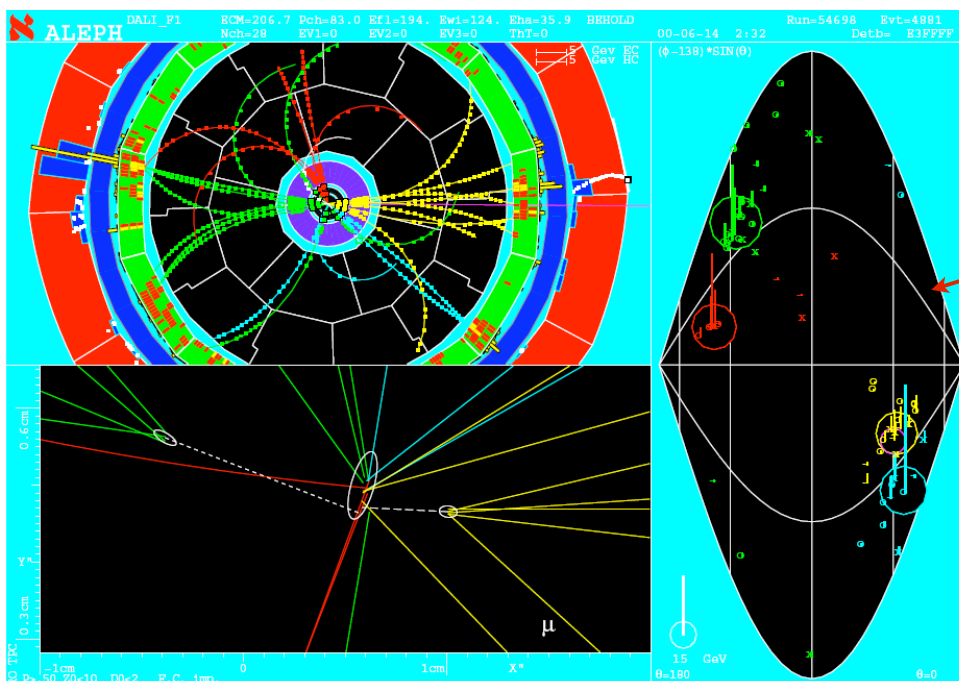 DALI_F1 ECM=206.7 Pch=83.0 Efl=194. Ewi=124. Eha=35.9 BEHOLD Run=54698 Evt=4881
ALEPH Nch=28 EV1=0 EV2=0 EV3=0 ThT=0 00-06-14 2:32 Detb= E3FFFF
5 Gev EC
5 Gev HC
(φ-138)*SIN(θ)
0.6cm
Y"
0.3cm
μ
RO TPC
-1cm 0 1cm X"
15 GeV
θ=180 θ=0